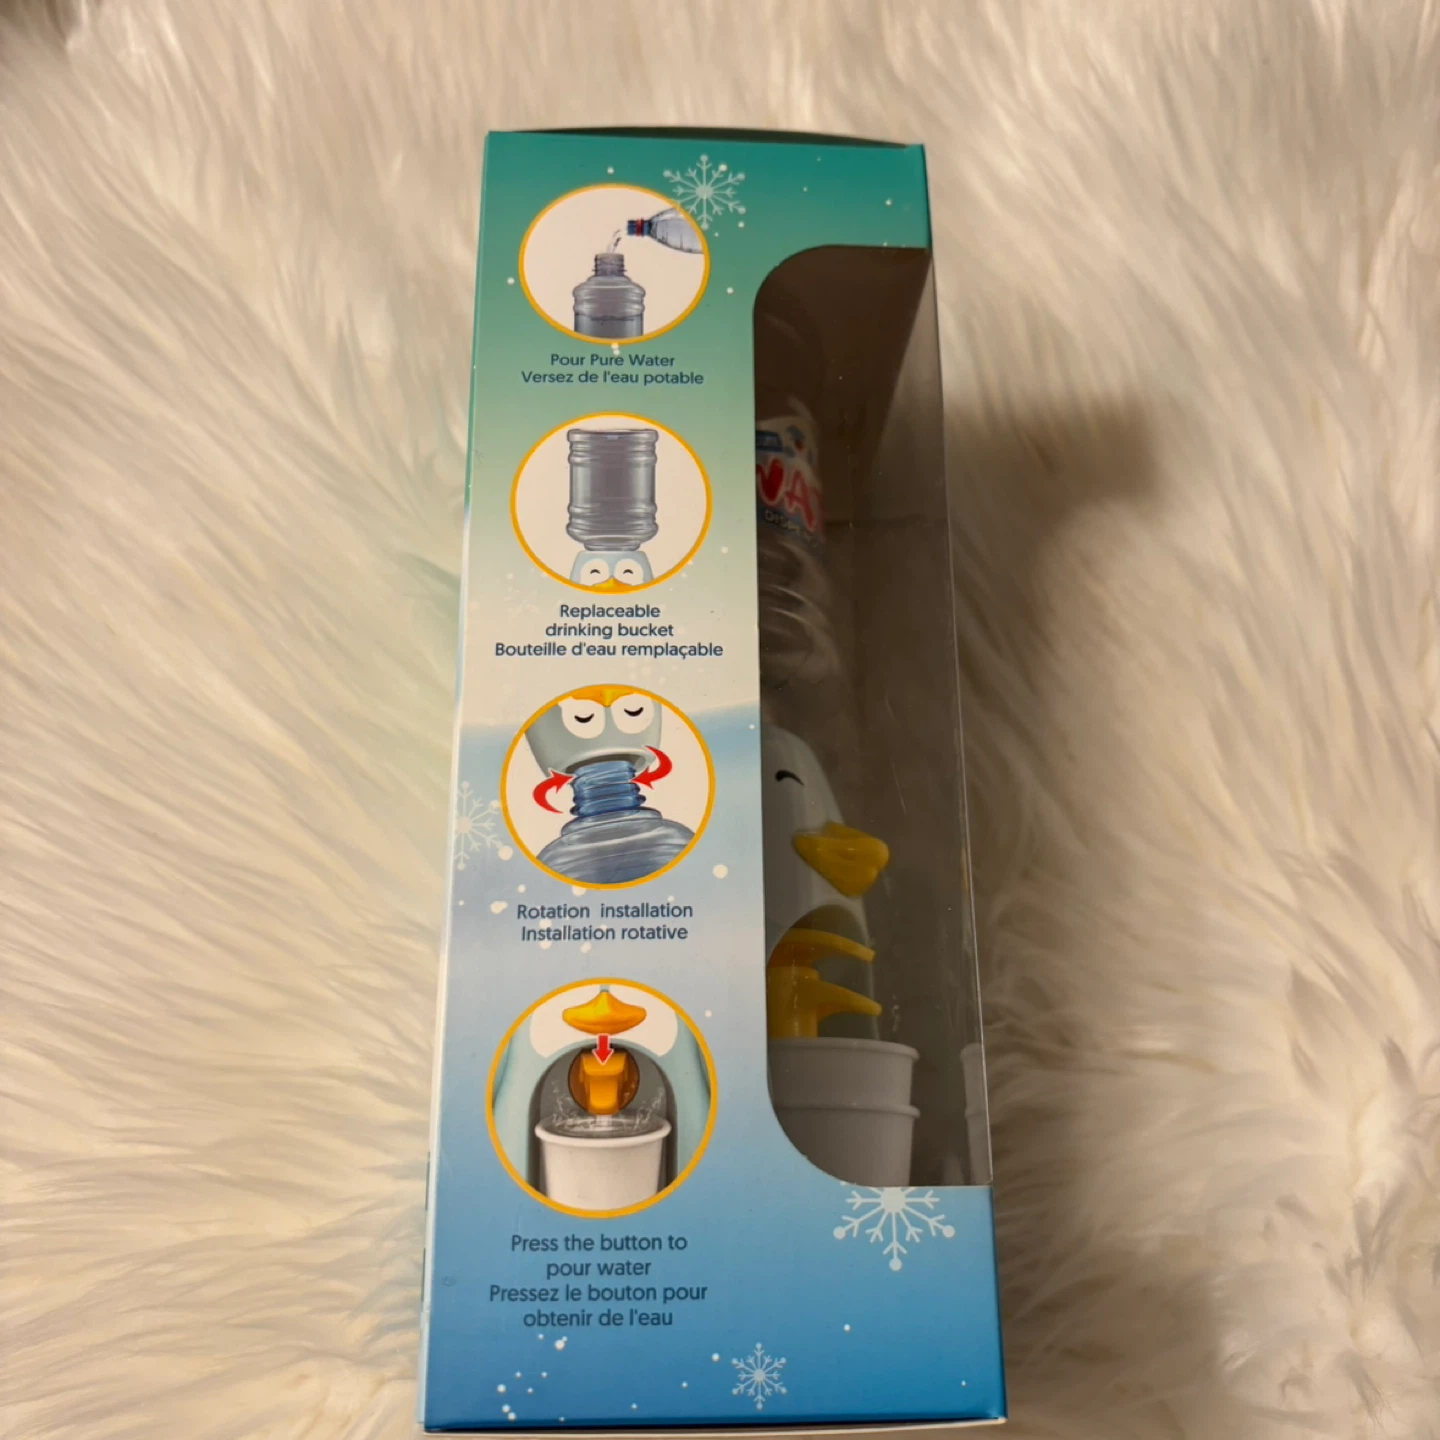 Pour Pure Water
Versez de l'eau potable
Replaceable
drinking bucket
Bouteille d'eau remplaçable
Rotation installation
Installation rotative
Press the button to
pour water
Pressez le bouton pour
obtenir de l'eau